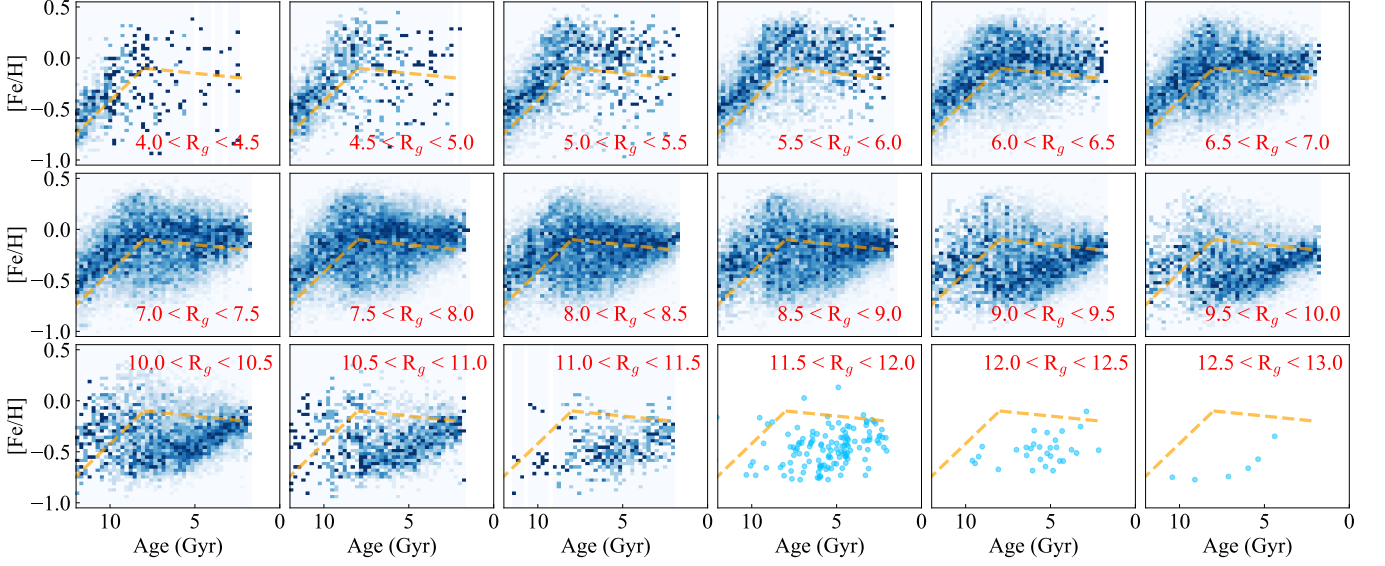 0.5
0.0
−0.5
−1.0
[Fe/H]
4.0 < R_g < 4.5
4.5 < R_g < 5.0
5.0 < R_g < 5.5
5.5 < R_g < 6.0
6.0 < R_g < 6.5
6.5 < R_g < 7.0
0.5
0.0
−0.5
−1.0
[Fe/H]
7.0 < R_g < 7.5
7.5 < R_g < 8.0
8.0 < R_g < 8.5
8.5 < R_g < 9.0
9.0 < R_g < 9.5
9.5 < R_g < 10.0
0.5
0.0
−0.5
−1.0
[Fe/H]
10.0 < R_g < 10.5
10.5 < R_g < 11.0
11.0 < R_g < 11.5
11.5 < R_g < 12.0
12.0 < R_g < 12.5
12.5 < R_g < 13.0
10 5 0
10 5 0
10 5 0
10 5 0
10 5 0
10 5 0
Age (Gyr)
Age (Gyr)
Age (Gyr)
Age (Gyr)
Age (Gyr)
Age (Gyr)